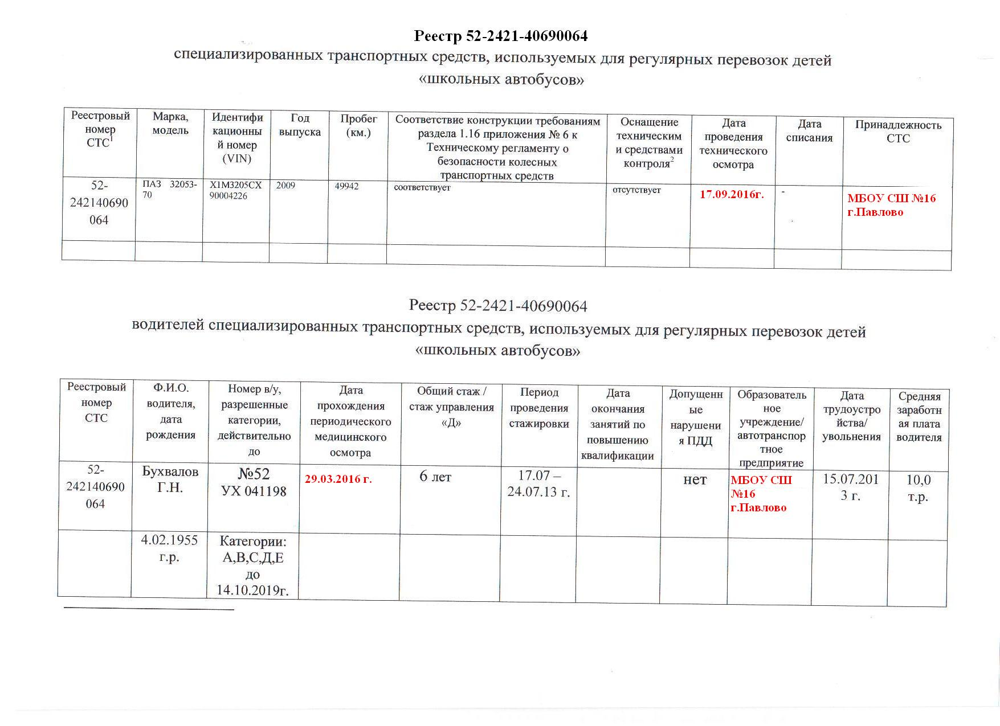 Реестр 52-2421-40690064
специализированных транспортных средств, используемых для регулярных перевозок детей
«школьных автобусов»
Реестровый
номер
СТС1
Марка,
модель
Идентифи
кационны
й номер
(VIN)
Год
выпуска
Пробег
(км.)
Соответствие конструкции требованиям
раздела 1.16 приложения № 6 к
Техническому регламенту о
безопасности колесных
транспортных средств
Оснащение
техническим
и средствами
контроля2
Дата
проведения
технического
осмотра
Дата
списания
Принадлежность
СТС
52-
242140690
064
ПАЗ 32053-
70
X1M3205CX
90004226
2009
49942
соответствует
отсутствует
17.09.2016г.
-
МБОУ СШ №16
г.Павлово
Реестр 52-2421-40690064
водителей специализированных транспортных средств, используемых для регулярных перевозок детей
«школьных автобусов»
Реестровый
номер
СТС
Ф.И.О.
водителя,
дата
рождения
Номер в/у,
разрешенные
категории,
действительно
до
Дата
прохождения
периодического
медицинского
осмотра
Общий стаж /
стаж управления
«Д»
Период
проведения
стажировки
Дата
окончания
занятий по
повышению
квалификации
Допущенн
ые
нарушени
я ПДД
Образователь
ное
учреждение/
автотранспор
тное
предприятие
Дата
трудоустро
йства/
увольнения
Средняя
заработн
ая плата
водителя
52-
242140690
064
Бухвалов
Г.Н.
№52
УХ 041198
29.03.2016 г.
6 лет
17.07 –
24.07.13 г.
нет
МБОУ СШ
№16
г.Павлово
15.07.201
3 г.
10,0
т.р.
4.02.1955
г.р.
Категории:
А,В,С,Д,Е
до
14.10.2019г.